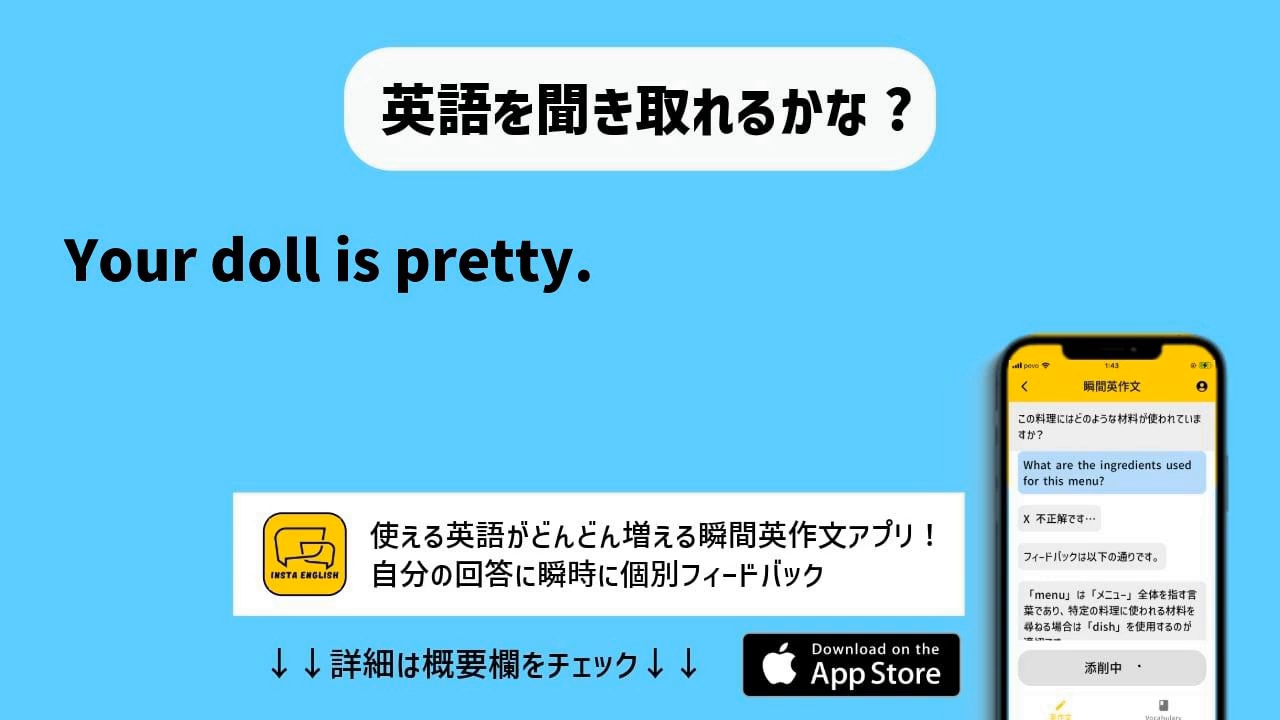 英語を聞き取れるかな？
Your doll is pretty.
povo
1:43
瞬間英作文
この料理にはどのような材料が使われていま
すか？
What are the ingredients used
for this menu?
X 不正解です…
フィードバックは以下の通りです。
「menu」は「メニュー」全体を指す言
葉であり、特定の料理に使われる材料を
尋ねる場合は「dish」を使用するのが
添削中
英作文
Vocabulary
INSTA ENGLISH
使える英語がどんどん増える瞬間英作文アプリ！
自分の回答に瞬時に個別フィードバック
↓↓詳細は概要欄をチェック↓↓
Download on the
App Store